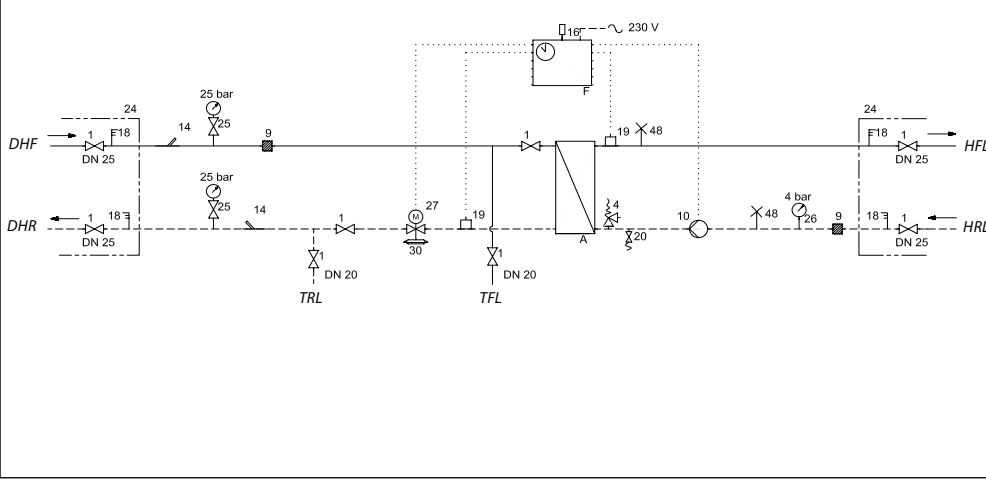 16 230 V
F
24 25 bar 24
1 18 14 25 9 1 19 48 18 1
DHF HFL
DN 25 DN 25
25 bar 4 bar
1 18 25 14 1 27 M 19 4 10 48 26 9 18 1
DHR HRL
DN 25 30 A 20 DN 25
1 1
DN 20 DN 20
TRL TFL